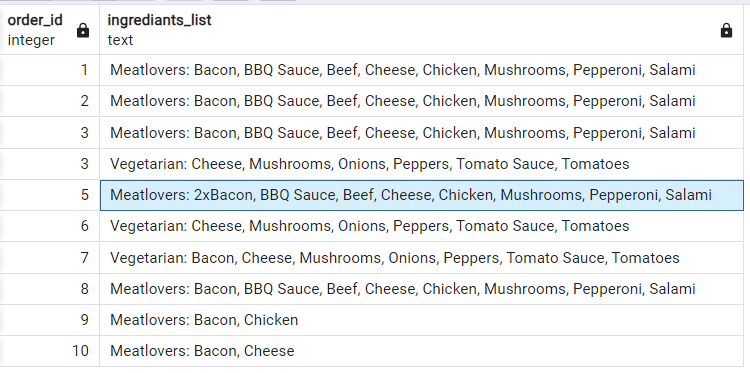 order_id ingrediants_list
integer text
1 Meatlovers: Bacon, BBQ Sauce, Beef, Cheese, Chicken, Mushrooms, Pepperoni, Salami
2 Meatlovers: Bacon, BBQ Sauce, Beef, Cheese, Chicken, Mushrooms, Pepperoni, Salami
3 Meatlovers: Bacon, BBQ Sauce, Beef, Cheese, Chicken, Mushrooms, Pepperoni, Salami
3 Vegetarian: Cheese, Mushrooms, Onions, Peppers, Tomato Sauce, Tomatoes
5 Meatlovers: 2xBacon, BBQ Sauce, Beef, Cheese, Chicken, Mushrooms, Pepperoni, Salami
6 Vegetarian: Cheese, Mushrooms, Onions, Peppers, Tomato Sauce, Tomatoes
7 Vegetarian: Bacon, Cheese, Mushrooms, Onions, Peppers, Tomato Sauce, Tomatoes
8 Meatlovers: Bacon, BBQ Sauce, Beef, Cheese, Chicken, Mushrooms, Pepperoni, Salami
9 Meatlovers: Bacon, Chicken
10 Meatlovers: Bacon, Cheese